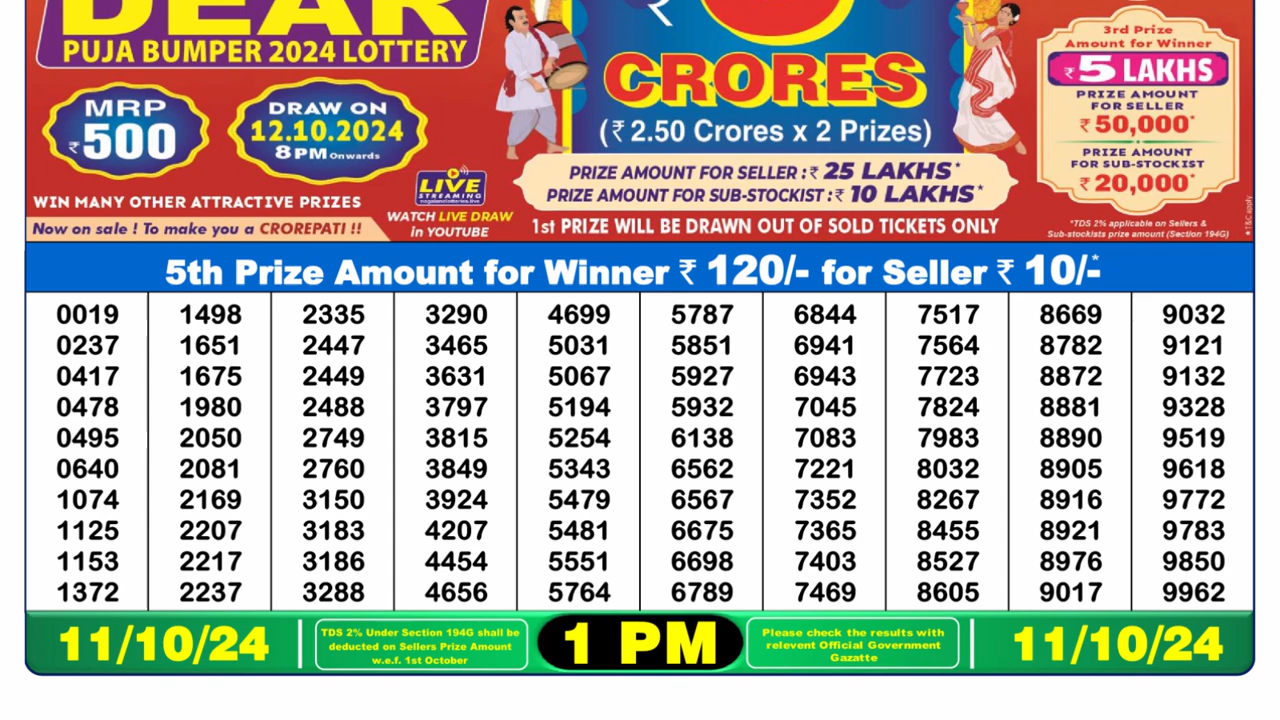 DEAR
PUJA BUMPER 2024 LOTTERY
MRP
₹500
DRAW ON
12.10.2024
8PM Onwards
WIN MANY OTHER ATTRACTIVE PRIZES
Now on sale ! To make you a CROREPATI !!
LIVE
STREAMING
nagalandlotteries.live
WATCH LIVE DRAW
in YOUTUBE
₹
CRORES
(₹ 2.50 Crores x 2 Prizes)
PRIZE AMOUNT FOR SELLER :₹ 25 LAKHS*
PRIZE AMOUNT FOR SUB-STOCKIST :₹ 10 LAKHS*
1st PRIZE WILL BE DRAWN OUT OF SOLD TICKETS ONLY
3rd Prize
Amount for Winner
₹5 LAKHS
PRIZE AMOUNT
FOR SELLER
₹ 50,000*
PRIZE AMOUNT
FOR SUB-STOCKIST
₹ 20,000*
*TDS 2% applicable on Sellers &
Sub-stockists prize amount (Section 194G)
★T&C apply
5th Prize Amount for Winner ₹ 120/- for Seller ₹ 10/-*
0019 1498 2335 3290 4699 5787 6844 7517 8669 9032
0237 1651 2447 3465 5031 5851 6941 7564 8782 9121
0417 1675 2449 3631 5067 5927 6943 7723 8872 9132
0478 1980 2488 3797 5194 5932 7045 7824 8881 9328
0495 2050 2749 3815 5254 6138 7083 7983 8890 9519
0640 2081 2760 3849 5343 6562 7221 8032 8905 9618
1074 2169 3150 3924 5479 6567 7352 8267 8916 9772
1125 2207 3183 4207 5481 6675 7365 8455 8921 9783
1153 2217 3186 4454 5551 6698 7403 8527 8976 9850
1372 2237 3288 4656 5764 6789 7469 8605 9017 9962
11/10/24
TDS 2% Under Section 194G shall be
deducted on Sellers Prize Amount
w.e.f. 1st October
1 PM
Please check the results with
relevent Official Government
Gazatte
11/10/24